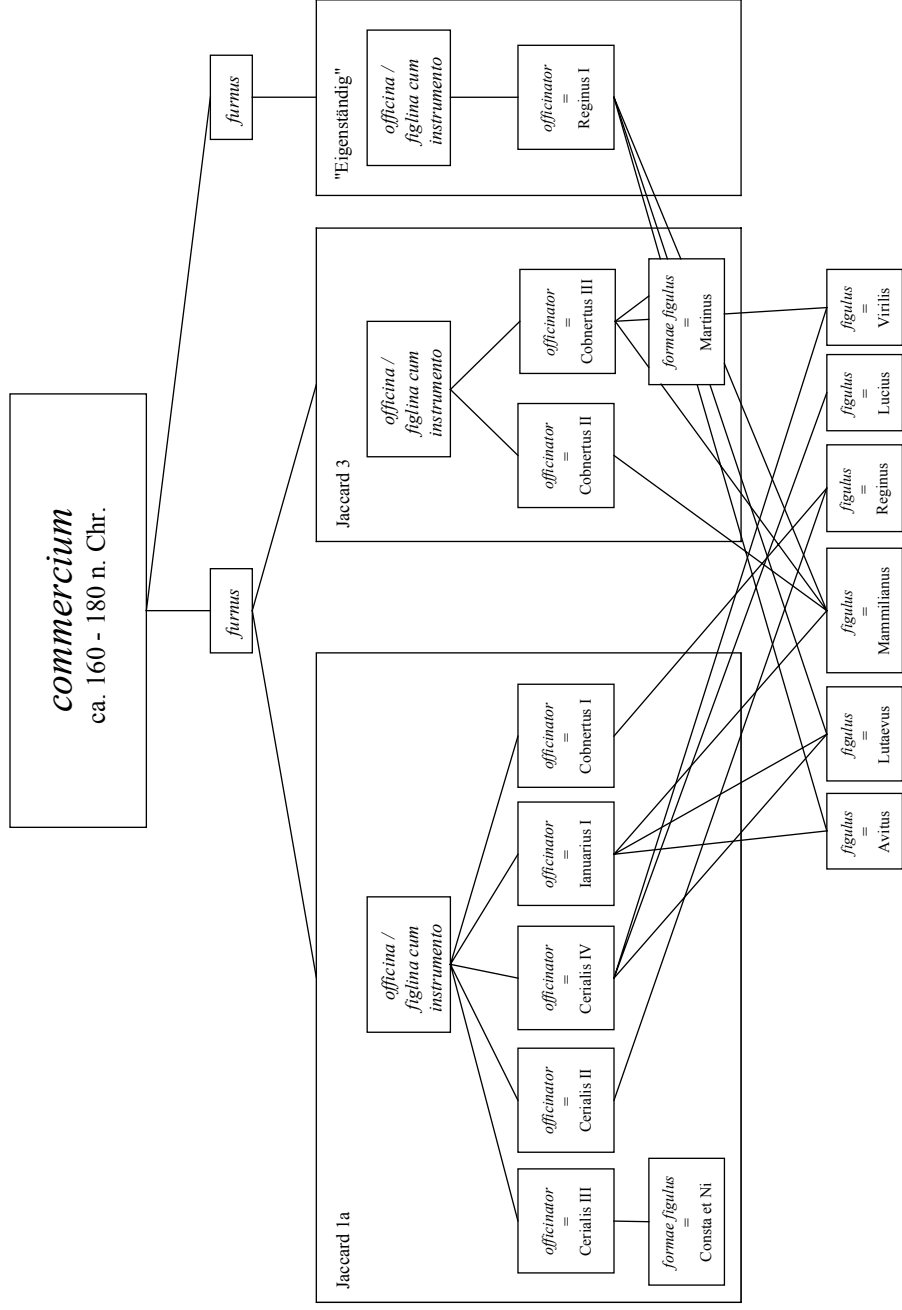 commercium
ca. 160 - 180 n. Chr.
furnus
furnus
Jaccard 1a
officina /
figlina cum
instrumento
officinator
=
Cerialis III
officinator
=
Cerialis II
officinator
=
Cerialis IV
officinator
=
Ianuarius I
officinator
=
Cobnertus I
formae figulus
=
Consta et Ni
Jaccard 3
officina /
figlina cum
instrumento
officinator
=
Cobnertus II
officinator
=
Cobnertus III
formae figulus
=
Martinus
"Eigenständig"
officina /
figlina cum
instrumento
officinator
=
Reginus I
figulus
=
Avitus
figulus
=
Lutaevus
figulus
=
Mammilianus
figulus
=
Reginus
figulus
=
Lucius
figulus
=
Virilis